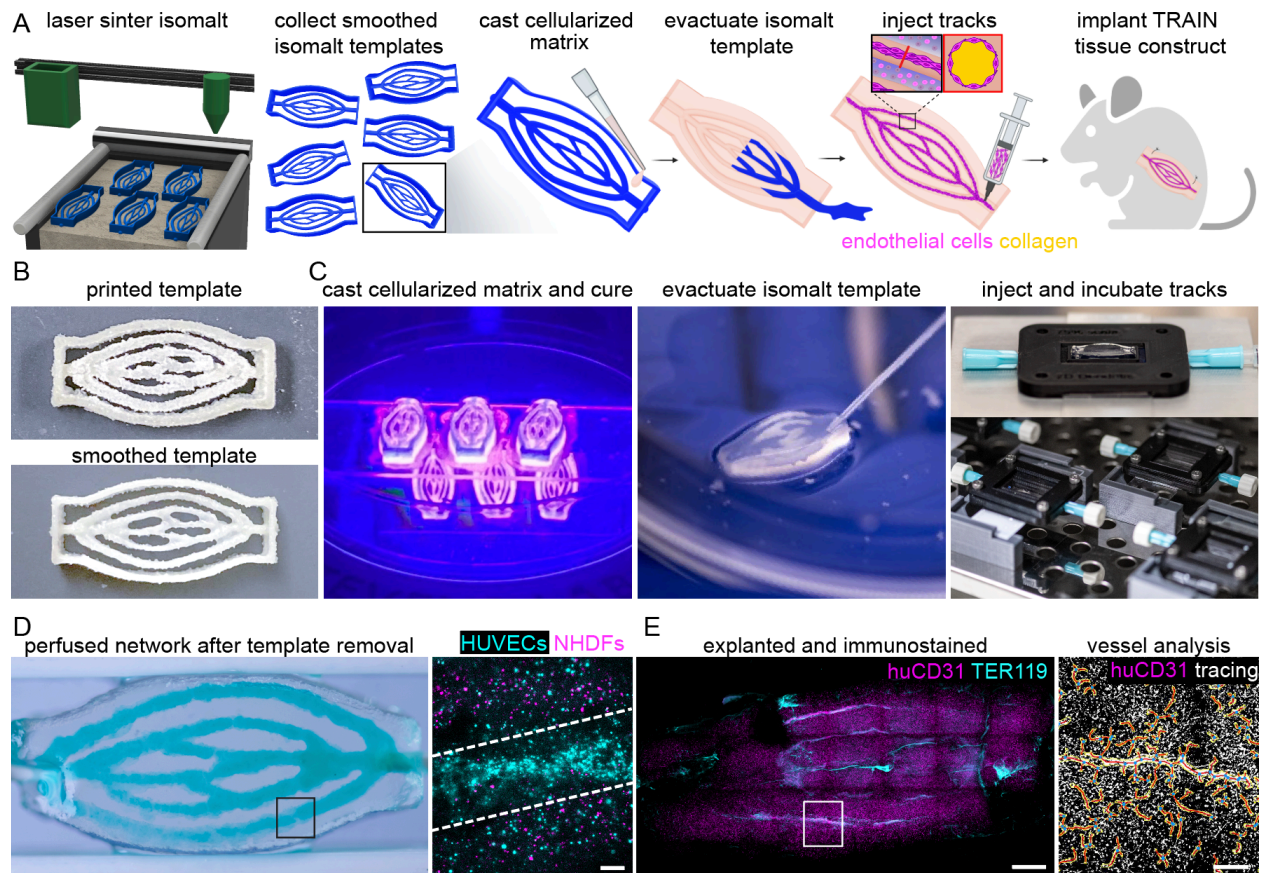 A
laser sinter isomalt
collect smoothed
isomalt templates
cast cellularized
matrix
evactuate isomalt
template
inject tracks
implant TRAIN
tissue construct
endothelial cells collagen
B
printed template
smoothed template
C
cast cellularized matrix and cure
evactuate isomalt template
inject and incubate tracks
D
perfused network after template removal
HUVECs NHDFs
E
explanted and immunostained
huCD31 TER119
vessel analysis
huCD31 tracing